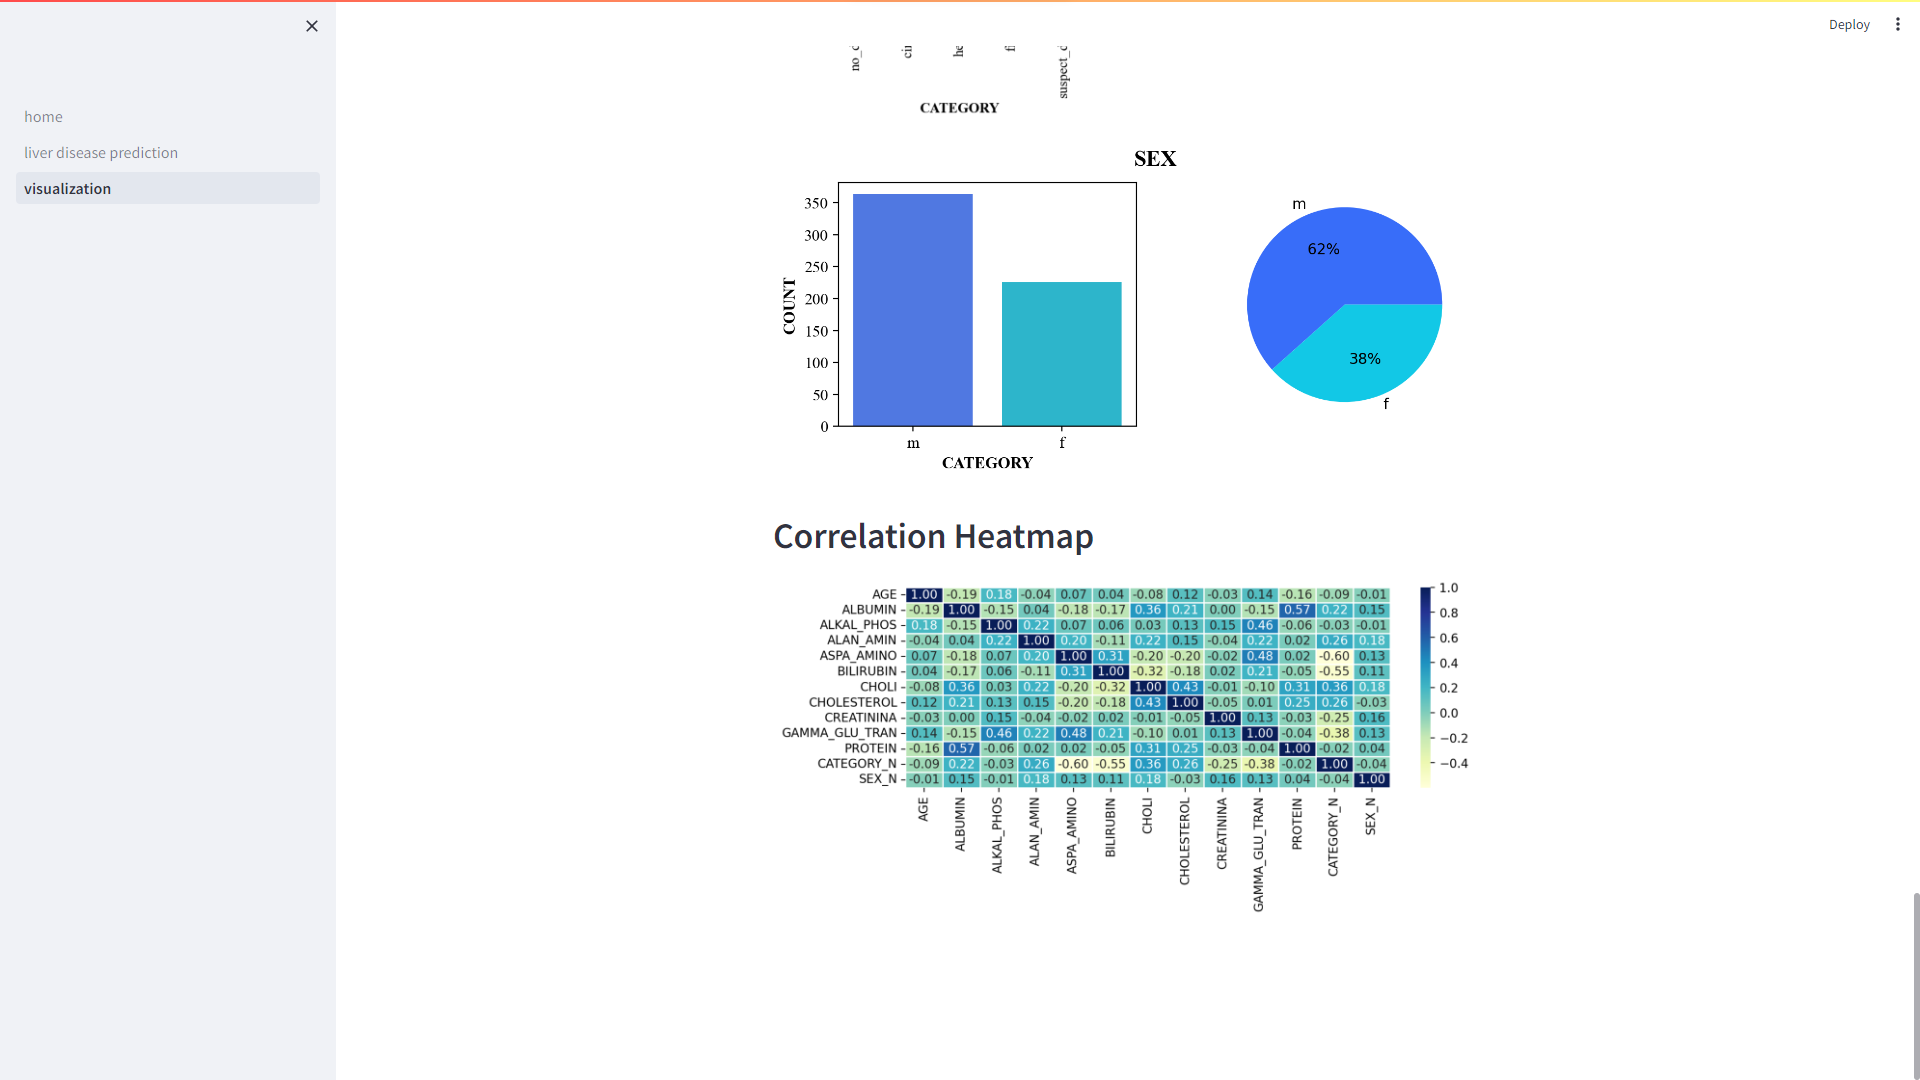 Deploy
home
liver disease prediction
visualization
CATEGORY
SEX
350
300
250
200
150
100
50
0
COUNT
m
f
CATEGORY
m
62%
38%
f
Correlation Heatmap
AGE 1.00 -0.19 0.18 -0.04 0.07 0.04 -0.08 0.12 -0.03 0.14 -0.16 -0.09 -0.01
ALBUMIN -0.19 1.00 -0.15 0.04 -0.18 -0.17 0.36 0.21 0.00 -0.15 0.57 0.22 0.15
ALKAL_PHOS 0.18 -0.15 1.00 0.22 0.07 0.06 0.03 0.13 0.15 0.46 -0.06 -0.03 -0.01
ALAN_AMIN -0.04 0.04 0.22 1.00 0.20 -0.11 0.22 0.15 -0.04 0.22 0.02 0.26 0.18
ASPA_AMINO 0.07 -0.18 0.07 0.20 1.00 0.31 -0.20 -0.20 -0.02 0.48 0.02 -0.60 0.13
BILIRUBIN 0.04 -0.17 0.06 -0.11 0.31 1.00 -0.32 -0.18 0.02 0.21 -0.05 -0.55 0.11
CHOLI -0.08 0.36 0.03 0.22 -0.20 -0.32 1.00 0.43 -0.01 -0.10 0.31 0.36 0.18
CHOLESTEROL 0.12 0.21 0.13 0.15 -0.20 -0.18 0.43 1.00 -0.05 0.01 0.25 0.26 -0.03
CREATININA -0.03 0.00 0.15 -0.04 -0.02 0.02 -0.01 -0.05 1.00 0.13 -0.03 -0.25 0.16
GAMMA_GLU_TRAN 0.14 -0.15 0.46 0.22 0.48 0.21 -0.10 0.01 0.13 1.00 -0.04 -0.38 0.13
PROTEIN -0.16 0.57 -0.06 0.02 0.02 -0.05 0.31 0.25 -0.03 -0.04 1.00 -0.02 0.04
CATEGORY_N -0.09 0.22 -0.03 0.26 -0.60 -0.55 0.36 0.26 -0.25 -0.38 -0.02 1.00 -0.04
SEX_N -0.01 0.15 -0.01 0.18 0.13 0.11 0.18 -0.03 0.16 0.13 0.04 -0.04 1.00
AGE
ALBUMIN
ALKAL_PHOS
ALAN_AMIN
ASPA_AMINO
BILIRUBIN
CHOLI
CHOLESTEROL
CREATININA
GAMMA_GLU_TRAN
PROTEIN
CATEGORY_N
SEX_N
1.0
0.8
0.6
0.4
0.2
0.0
−0.2
−0.4